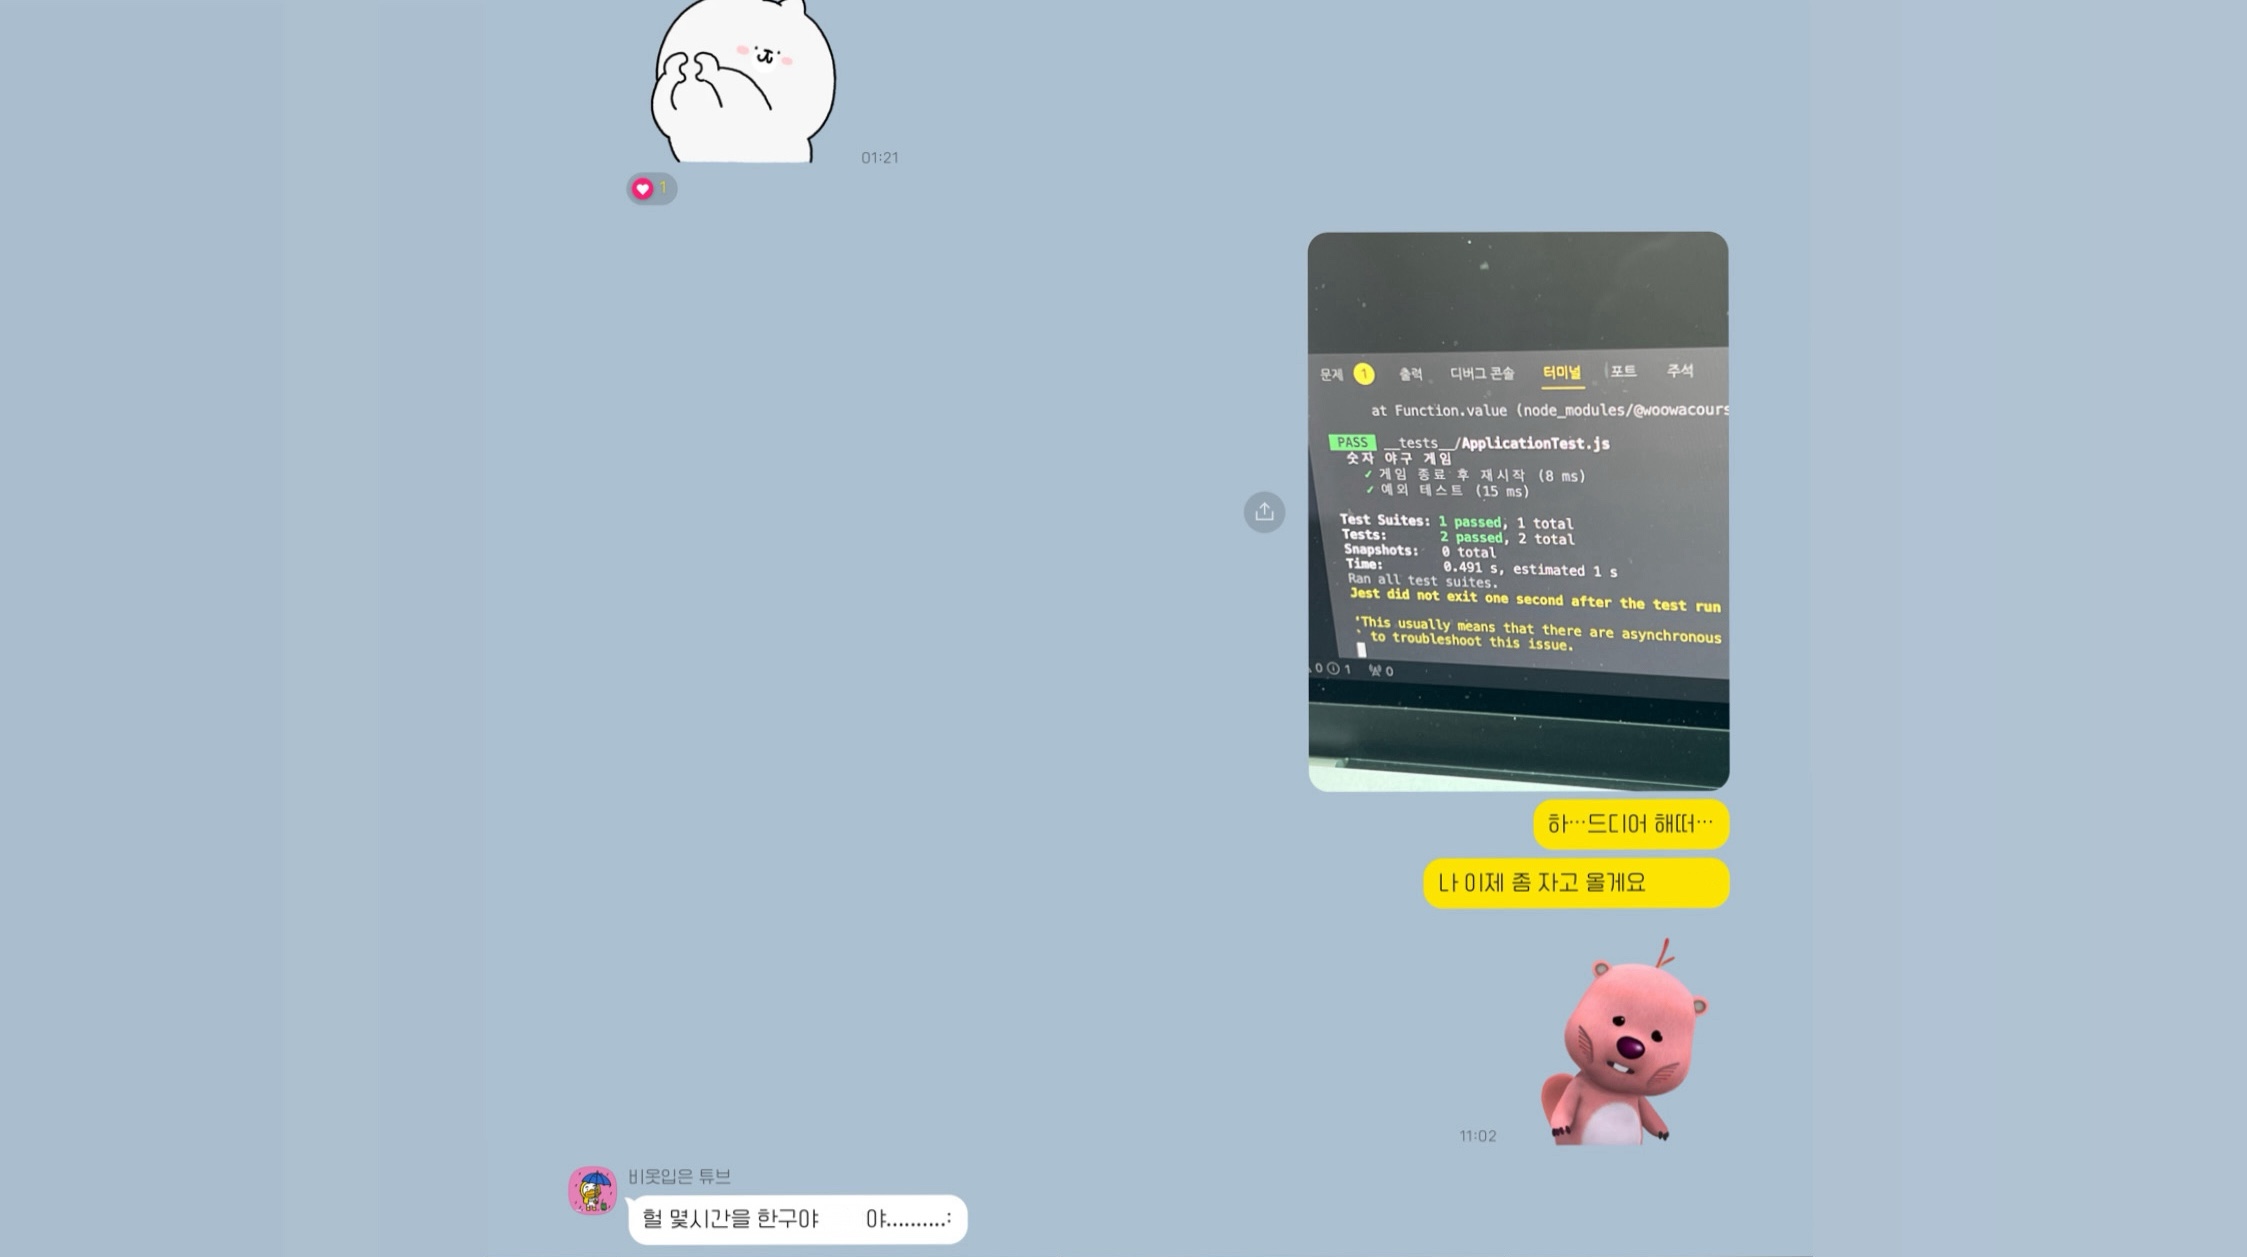 01:21
1
문제 1 출력 디버그 콘솔 터미널 포트 주석
at Function.value (node_modules/@woowacours
PASS __tests__/ApplicationTest.js
숫자 야구 게임
✓ 게임 종료 후 재시작 (8 ms)
✓ 예외 테스트 (15 ms)
Test Suites: 1 passed, 1 total
Tests: 2 passed, 2 total
Snapshots: 0 total
Time: 0.491 s, estimated 1 s
Ran all test suites.
Jest did not exit one second after the test run
'This usually means that there are asynchronous
` to troubleshoot this issue.
0 1 0
하…드디어 해떠…
나 이제 좀 자고 올게요
11:02
비옷입은 튜브
헐 몇시간을 한구야 야..........: